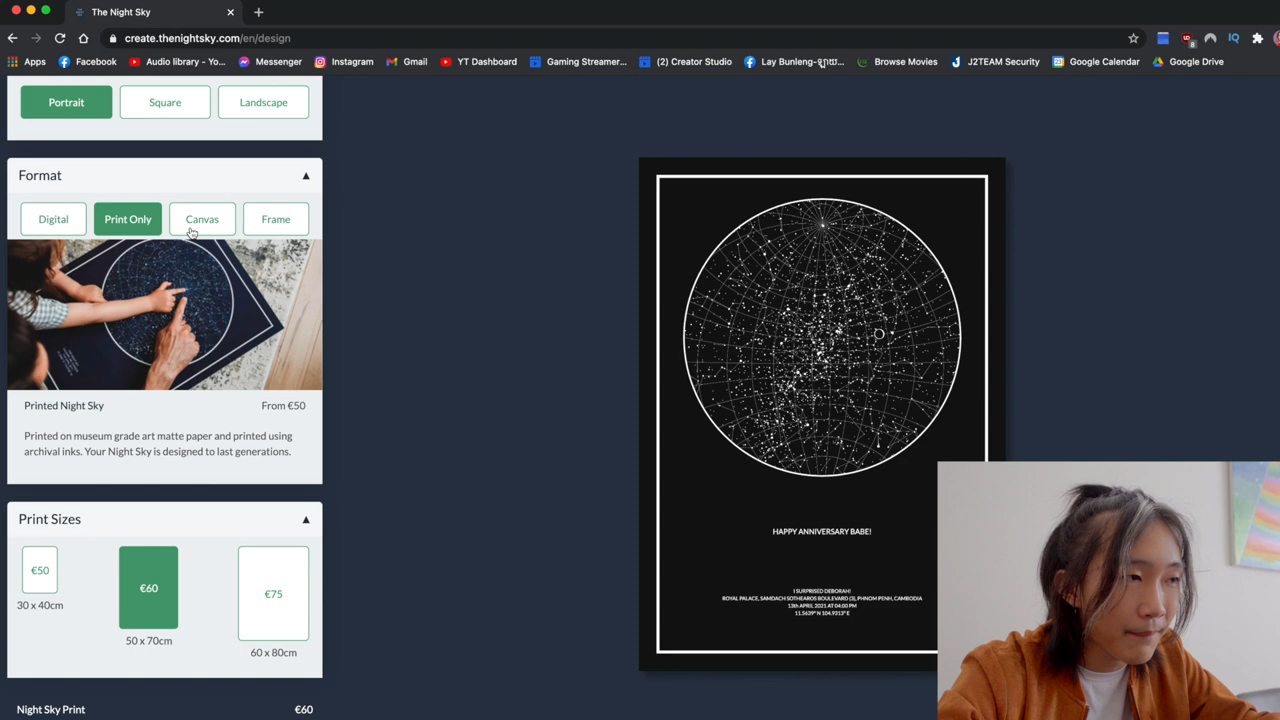 The Night Sky
create.thenightsky.com/en/design
Apps Facebook Audio library - Yo... Messenger Instagram Gmail YT Dashboard Gaming Streamer... (2) Creator Studio Lay Bunleng- Browse Movies J2TEAM Security Google Calendar Google Drive
Portrait Square Landscape
Format
Digital Print Only Canvas Frame
Printed Night Sky From €50
Printed on museum grade art matte paper and printed using
archival inks. Your Night Sky is designed to last generations.
Print Sizes
€50 €60 €75
30 x 40cm
50 x 70cm
60 x 80cm
Night Sky Print €60
HAPPY ANNIVERSARY BABE!
I SURPRISED DEBORAH!
ROYAL PALACE, SAMDACH SOTHEAROS BOULEVARD (3), PHNOM PENH, CAMBODIA
13th APRIL 2021 AT 04:00 PM
11.5639° N 104.9313° E